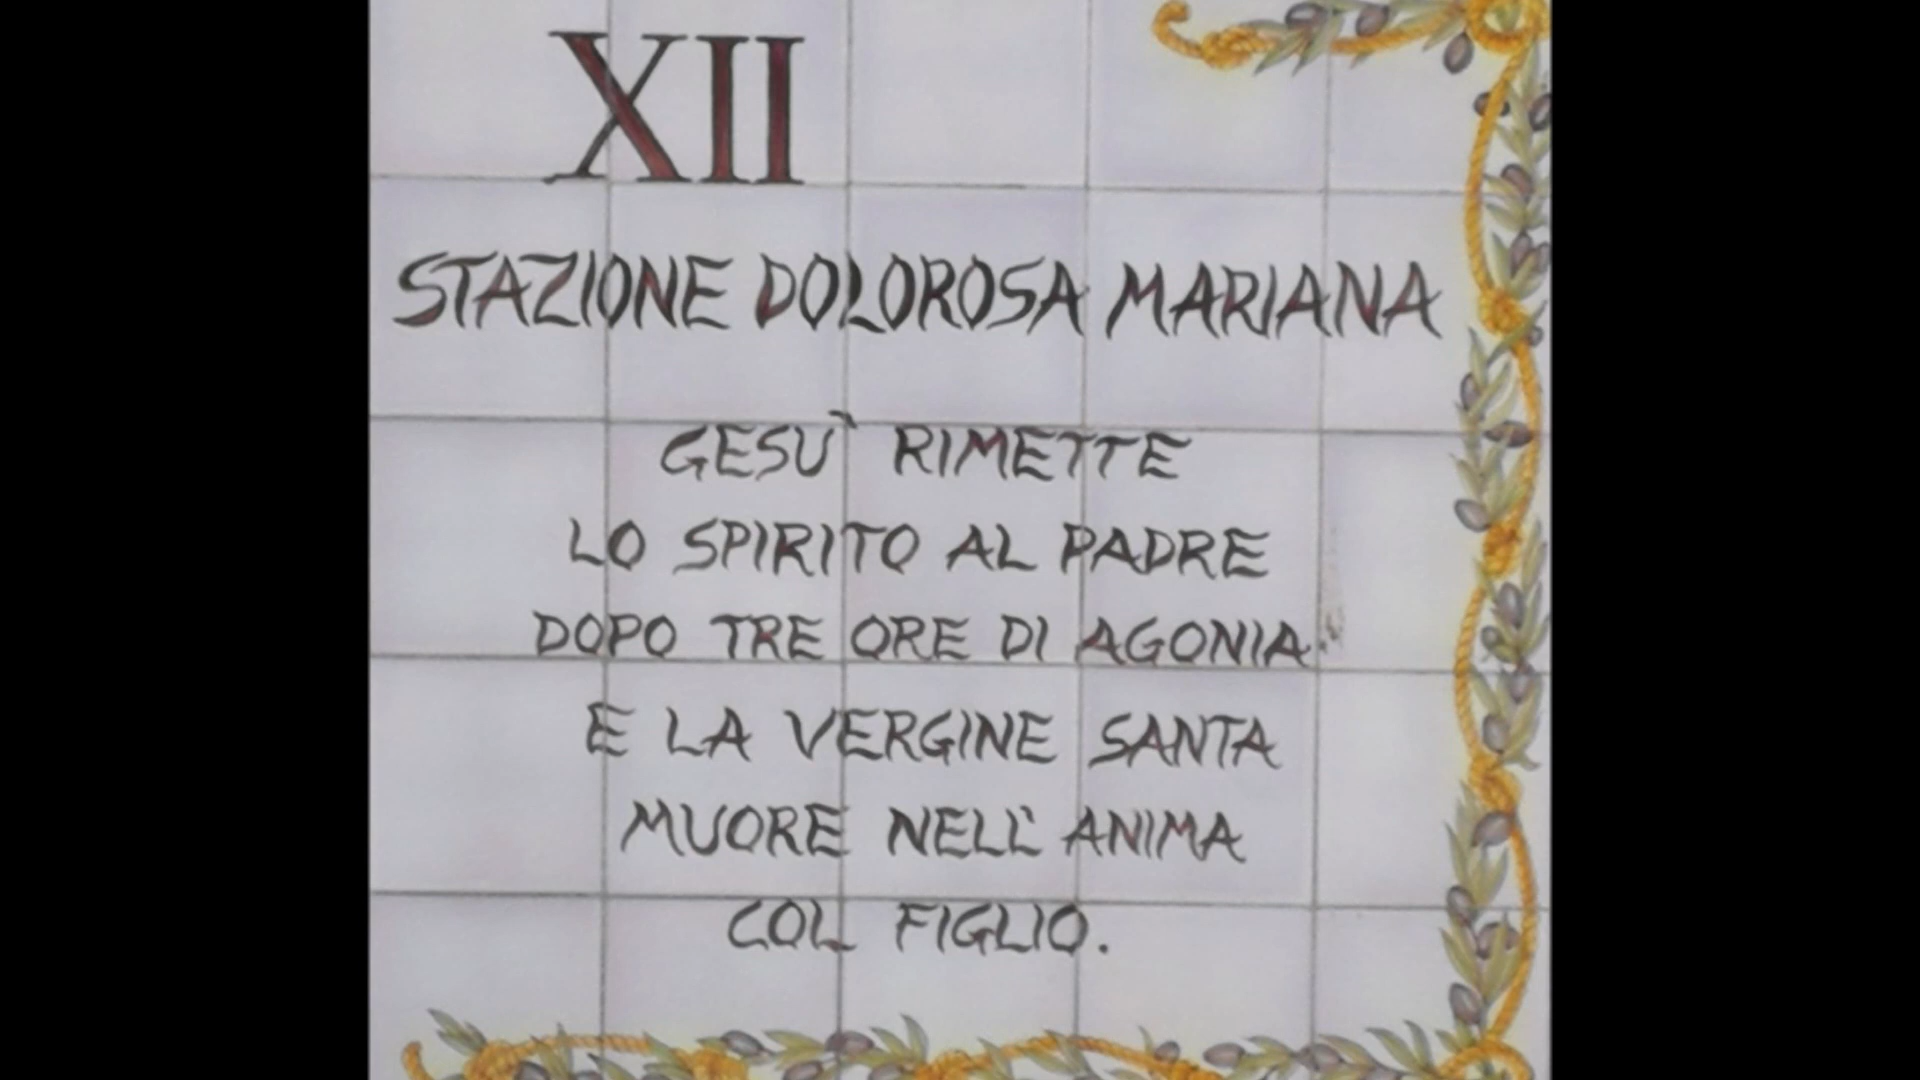 XII
STAZIONE DOLOROSA MARIANA
GESÙ RIMETTE
LO SPIRITO AL PADRE
DOPO TRE ORE DI AGONIA
E LA VERGINE SANTA
MUORE NELL'ANIMA
COL FIGLIO.